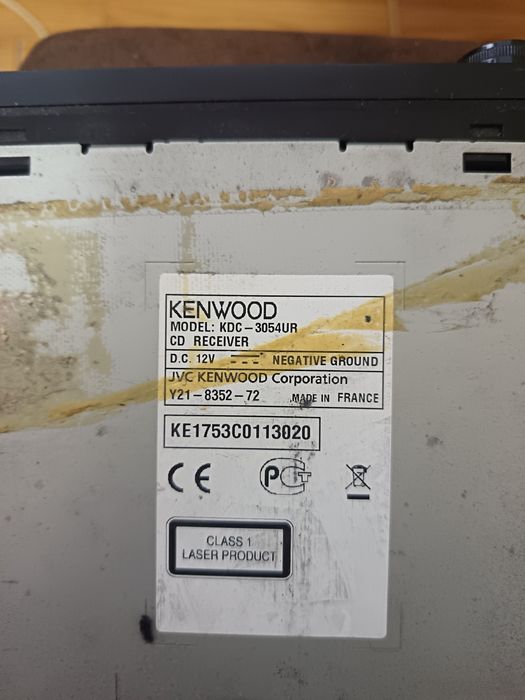 KENWOOD
MODEL: KDC-3054UR
CD RECEIVER
D.C. 12V NEGATIVE GROUND
JVC KENWOOD Corporation
Y21-8352-72 MADE IN FRANCE
KE1753C0113020
CE PCT
CLASS 1
LASER PRODUCT